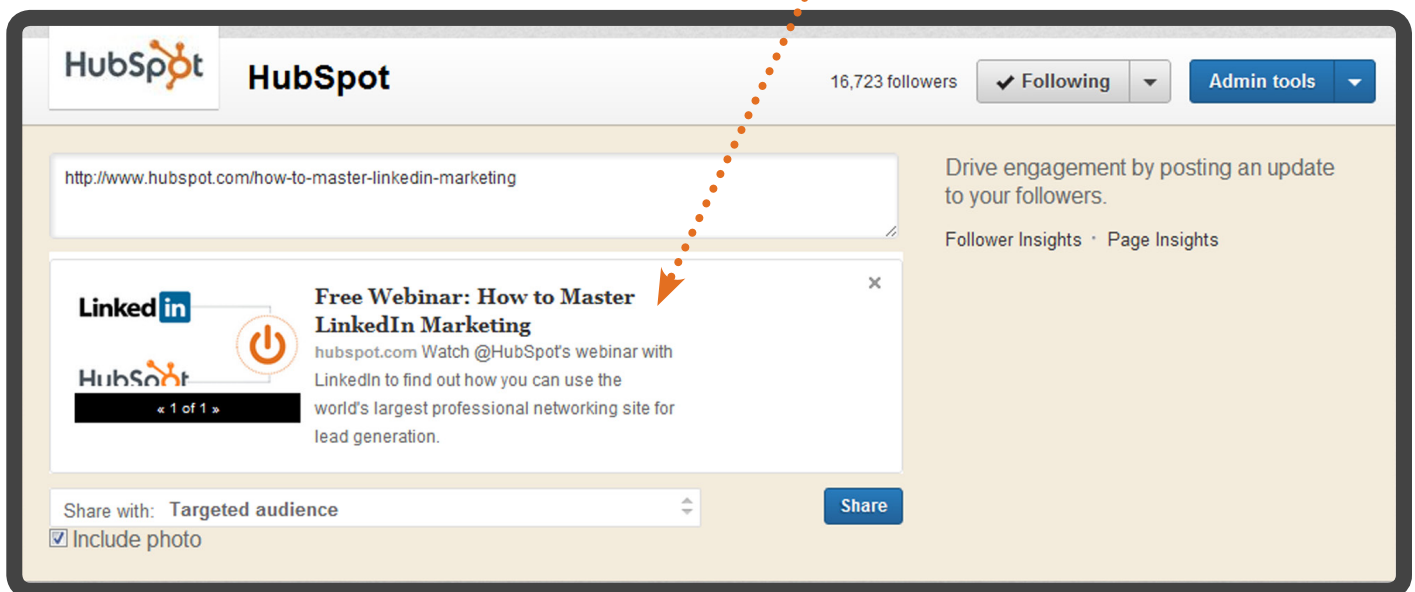 HubSpot
HubSpot
16,723 followers
Following
Admin tools
http://www.hubspot.com/how-to-master-linkedin-marketing
Drive engagement by posting an update
to your followers.
Follower Insights · Page Insights
Linked in
HubSpot
« 1 of 1 »
Free Webinar: How to Master
LinkedIn Marketing
hubspot.com Watch @HubSpot's webinar with
LinkedIn to find out how you can use the
world's largest professional networking site for
lead generation.
Share with: Targeted audience
Share
Include photo